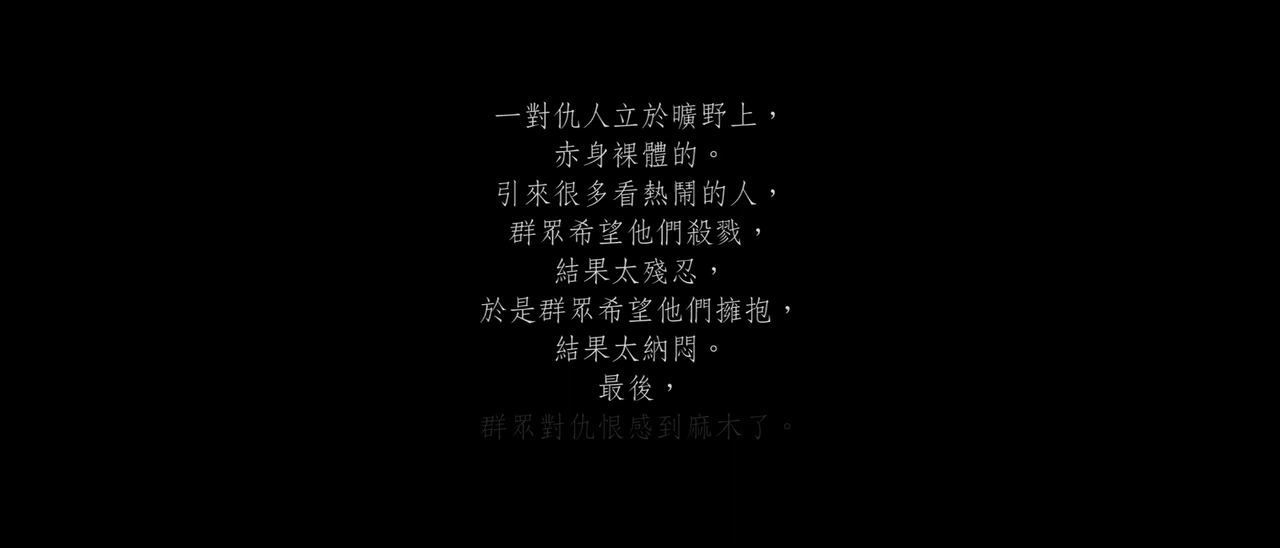 一對仇人立於曠野上，
赤身裸體的。
引來很多看熱鬧的人，
群眾希望他們殺戮，
結果太殘忍，
於是群眾希望他們擁抱，
結果太納悶。
最後，
群眾對仇恨感到麻木了。